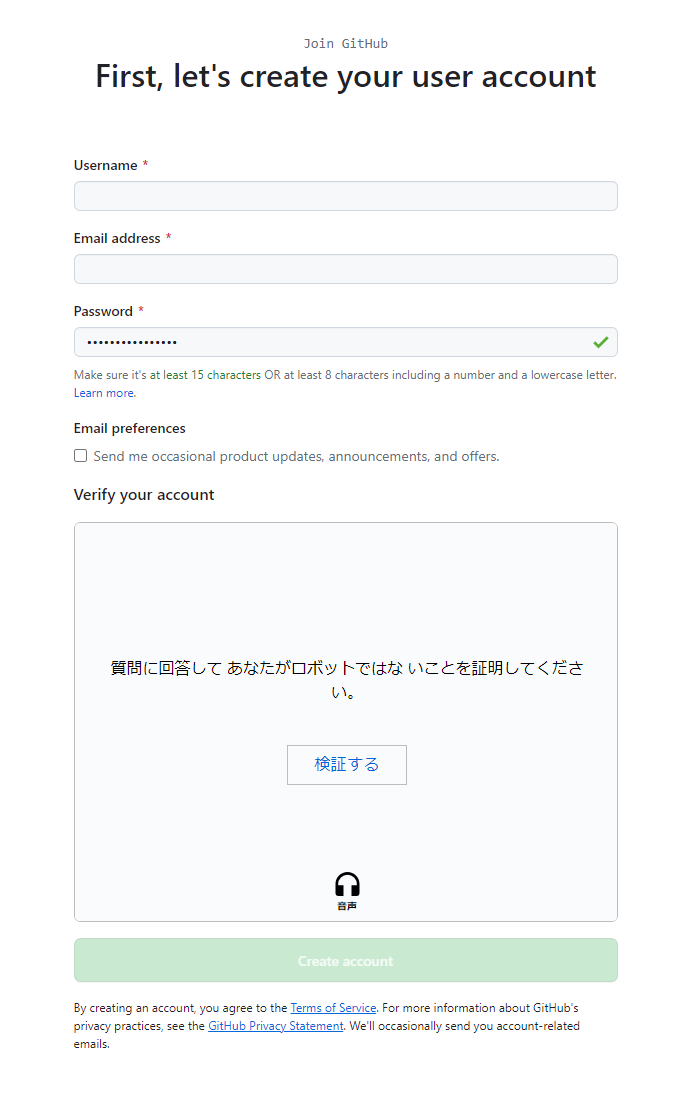 Join GitHub
First, let's create your user account
Username *
Email address *
Password *
••••••••••••••••
Make sure it's at least 15 characters OR at least 8 characters including a number and a lowercase letter.
Learn more.
Email preferences
Send me occasional product updates, announcements, and offers.
Verify your account
質問に回答して あなたがロボットではな いことを証明してくださ
い。
検証する
音声
Create account
By creating an account, you agree to the Terms of Service. For more information about GitHub's
privacy practices, see the GitHub Privacy Statement. We'll occasionally send you account-related
emails.